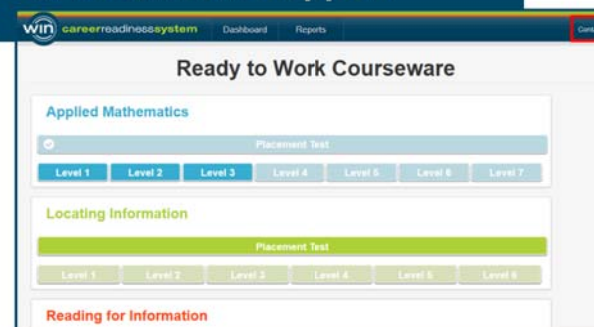 win careerreadinesssystem Dashboard Reports
Ready to Work Courseware
Applied Mathematics
Placement Test
Level 1 Level 2 Level 3 Level 4 Level 5 Level 6 Level 7
Locating Information
Placement Test
Level 1 Level 2 Level 3 Level 4 Level 5 Level 6
Reading for Information